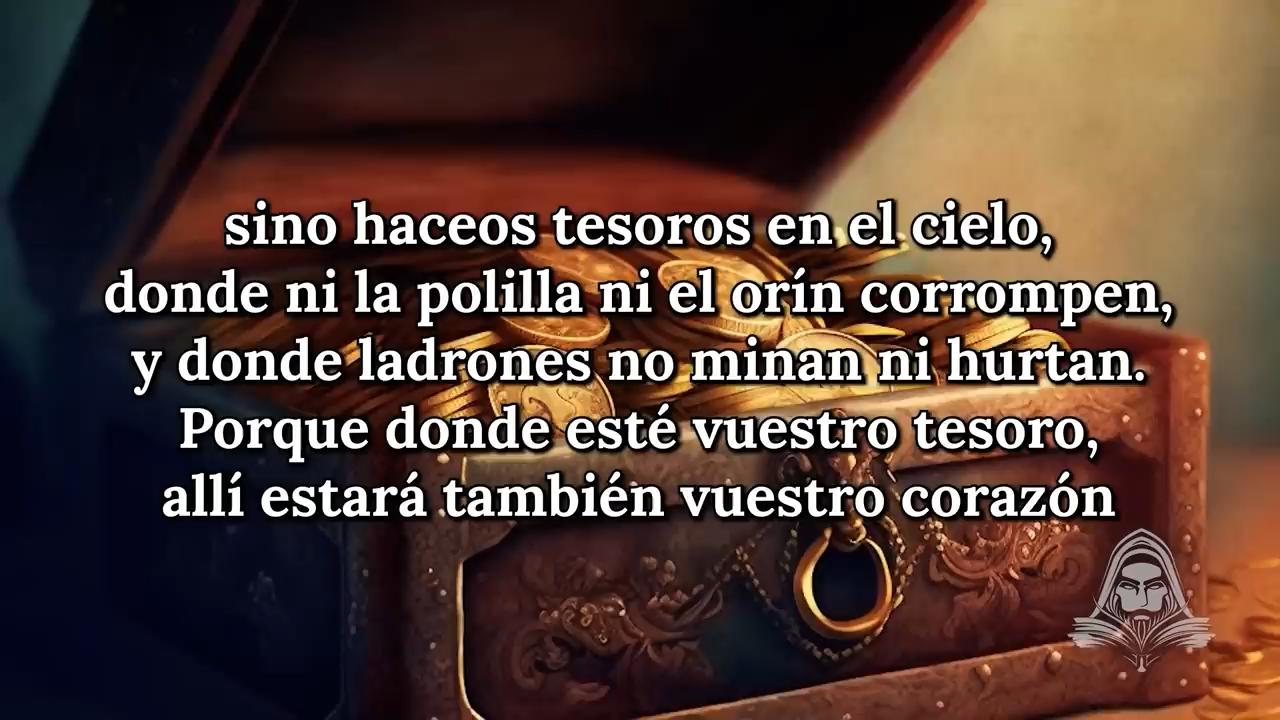 sino haceos tesoros en el cielo,
donde ni la polilla ni el orín corrompen,
y donde ladrones no minan ni hurtan.
Porque donde esté vuestro tesoro,
allí estará también vuestro corazón